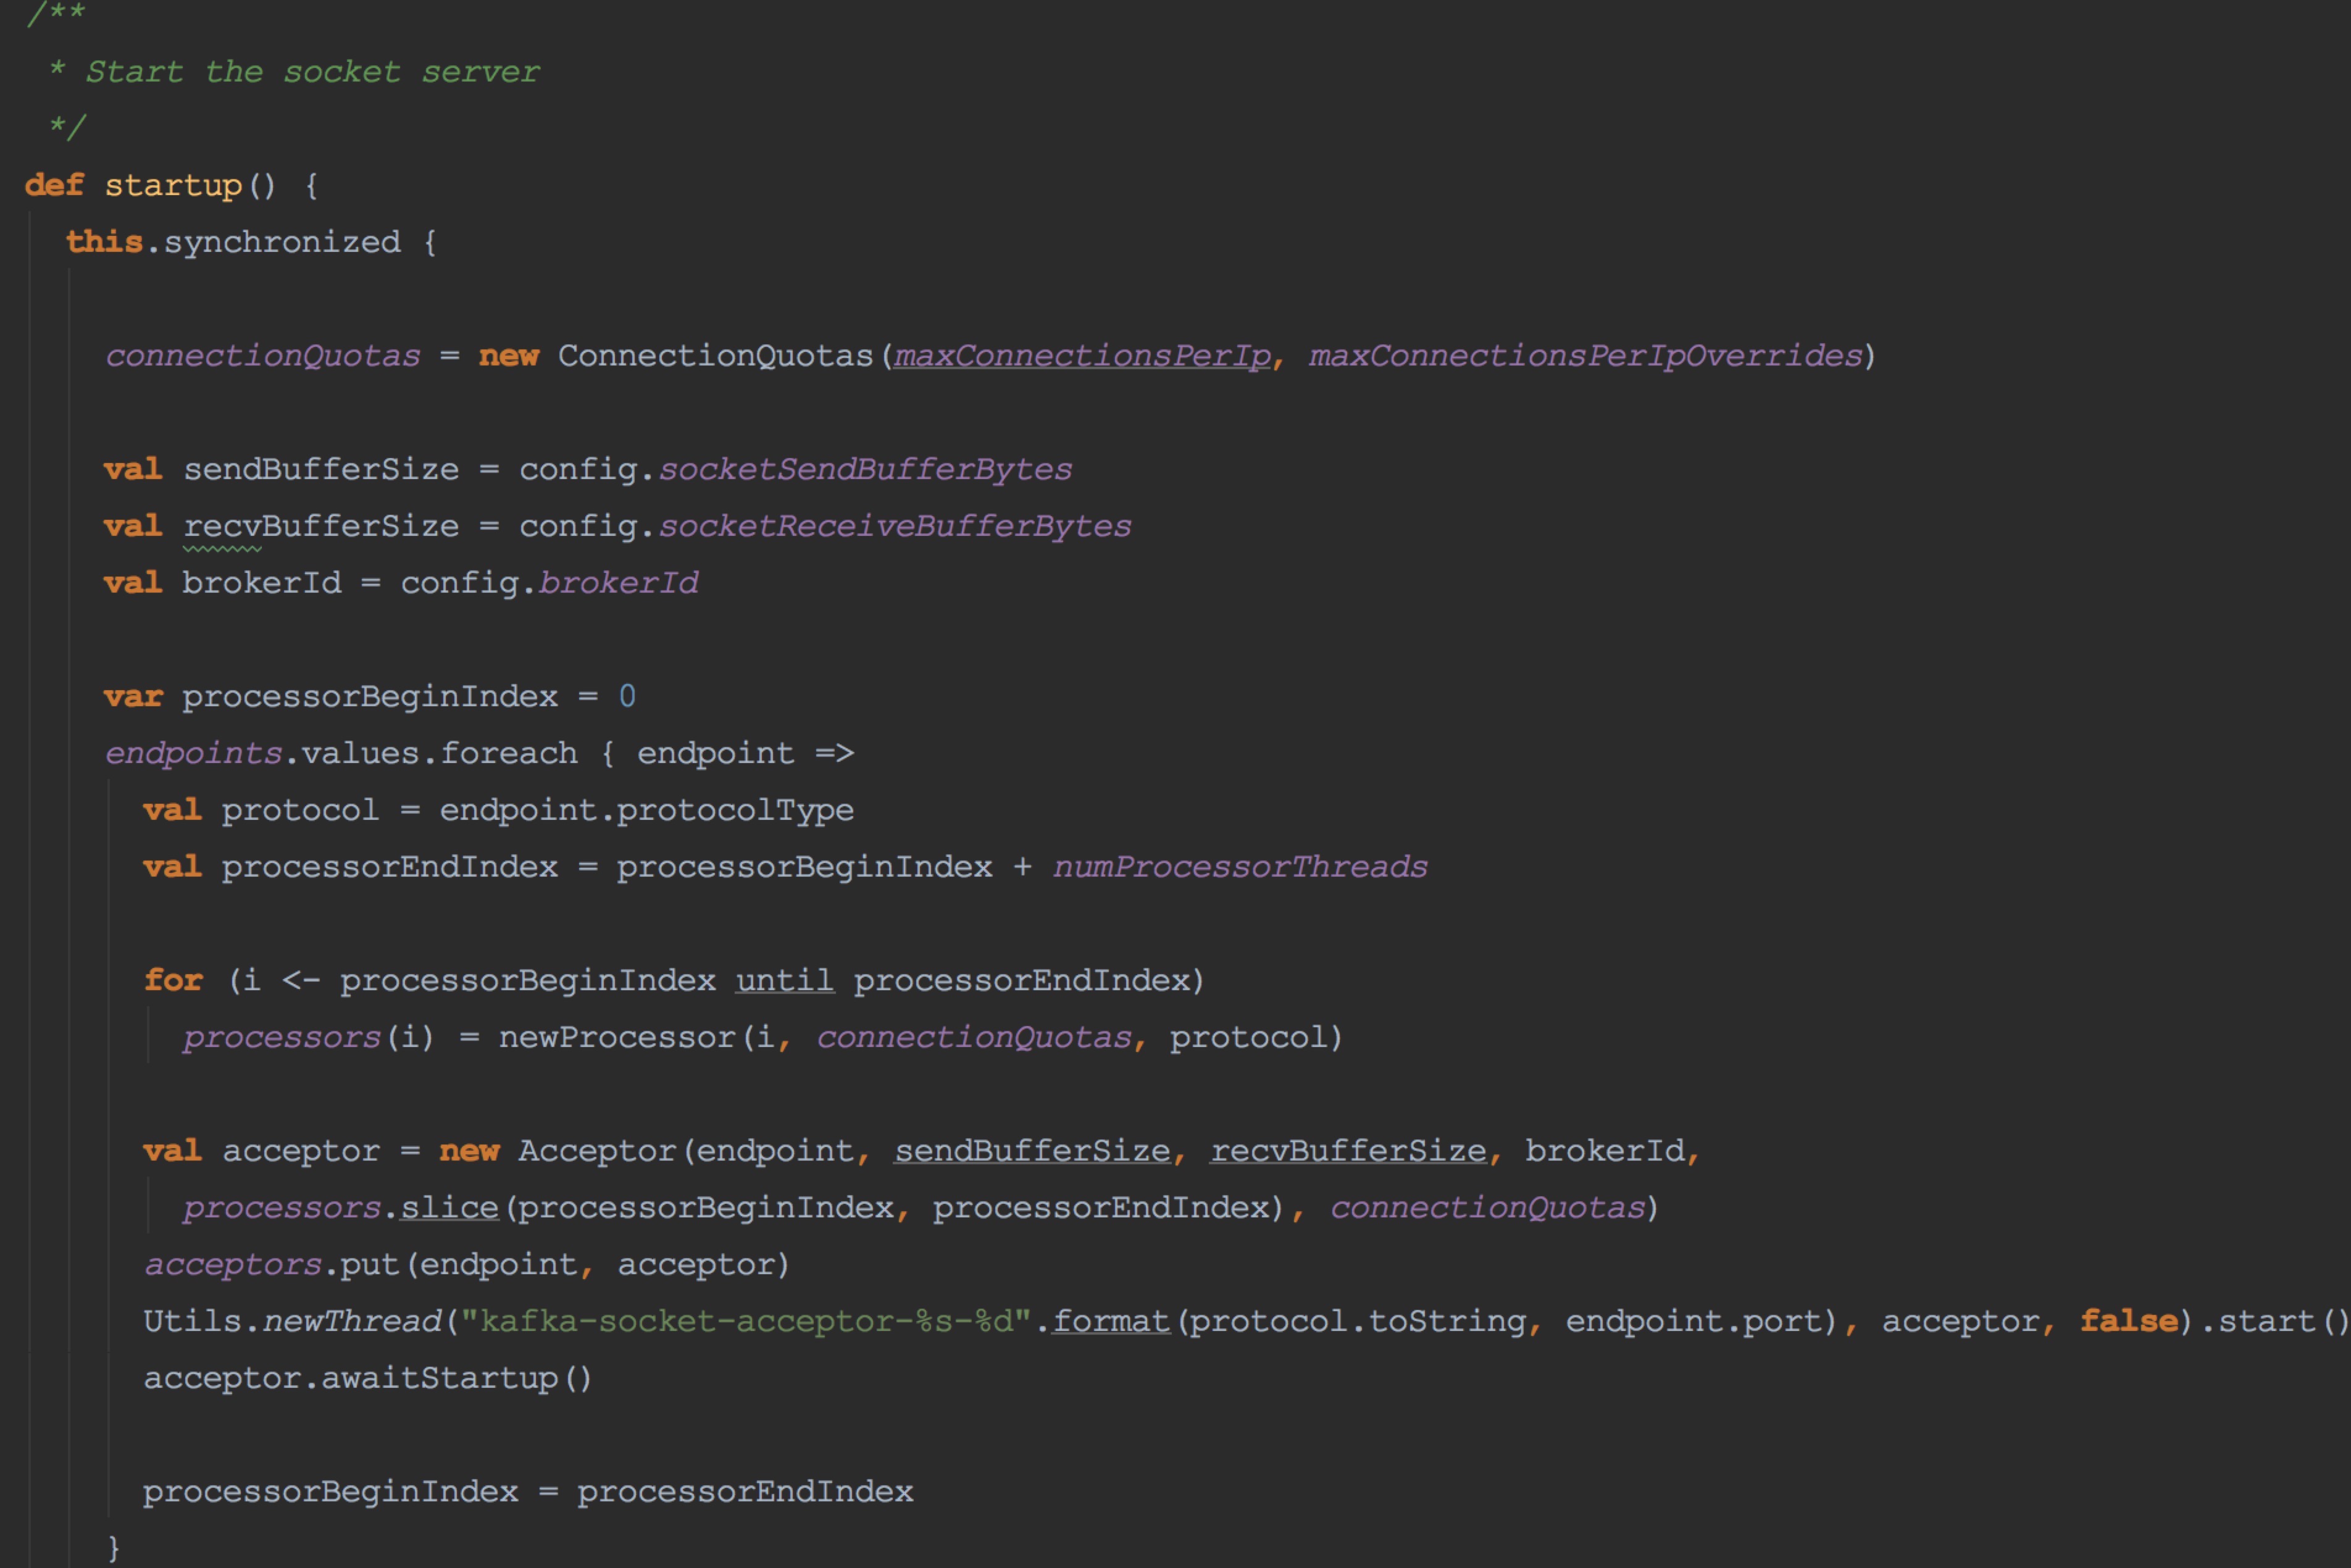 /**
 * Start the socket server
 */
def startup() {
  this.synchronized {

    connectionQuotas = new ConnectionQuotas(maxConnectionsPerIp, maxConnectionsPerIpOverrides)

    val sendBufferSize = config.socketSendBufferBytes
    val recvBufferSize = config.socketReceiveBufferBytes
    val brokerId = config.brokerId

    var processorBeginIndex = 0
    endpoints.values.foreach { endpoint =>
      val protocol = endpoint.protocolType
      val processorEndIndex = processorBeginIndex + numProcessorThreads

      for (i <- processorBeginIndex until processorEndIndex)
        processors(i) = newProcessor(i, connectionQuotas, protocol)

      val acceptor = new Acceptor(endpoint, sendBufferSize, recvBufferSize, brokerId,
        processors.slice(processorBeginIndex, processorEndIndex), connectionQuotas)
      acceptors.put(endpoint, acceptor)
      Utils.newThread("kafka-socket-acceptor-%s-%d".format(protocol.toString, endpoint.port), acceptor, false).start()
      acceptor.awaitStartup()

      processorBeginIndex = processorEndIndex
    }